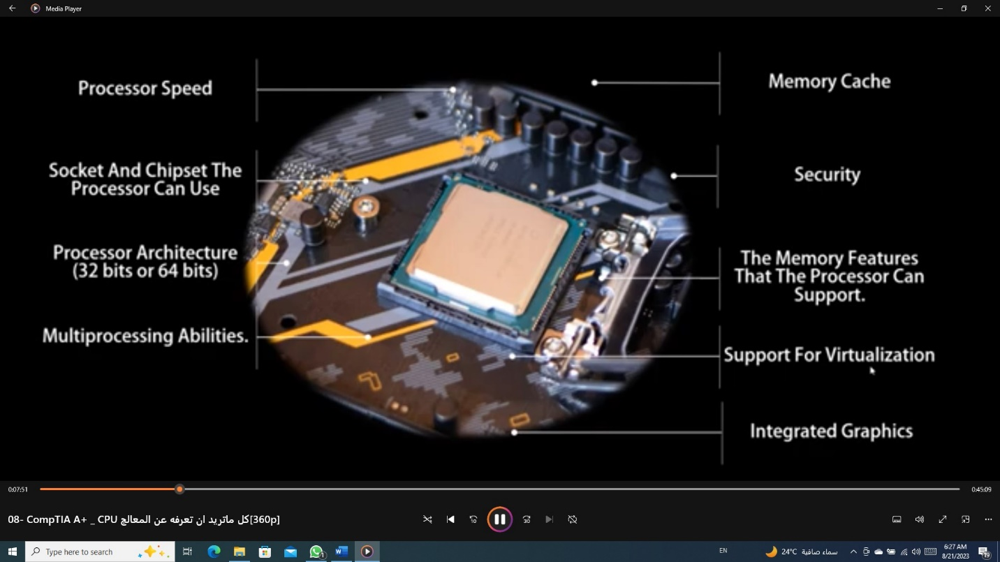 Media Player
Processor Speed
Socket And Chipset The
Processor Can Use
Processor Architecture
(32 bits or 64 bits)
Multiprocessing Abilities.
Memory Cache
Security
The Memory Features
That The Processor Can
Support.
Support For Virtualization
Integrated Graphics
0:07:51
0:45:09
08- CompTIA A+ _ CPU كل ماتريد ان تعرفه عن المعالج[360p]
10
30
Type here to search
1
W
EN
24°C سماء صافية
6:27 AM
8/21/2023
19